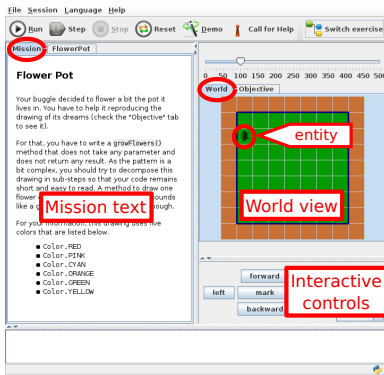 File Session Language Help
Run Step Stop Reset Demo Call for Help Switch exercise
Mission FlowerPot
Flower Pot
Your buggle decided to flower a bit the pot it
lives in. You have to help it reproducing the
drawing of its dreams (check the "Objective" tab
to see it).
For that, you have to write a growFlowers()
method that does not take any parameter and
does not return any result. As the pattern is a
bit complex, you should try to decompose this
drawing in sub-steps so that your code remains
short and easy to read. A method to draw one
flower
like a
For your information, this drawing uses five
colors that are listed below.
Color.RED
Color.PINK
Color.CYAN
Color.ORANGE
Color.GREEN
Color.YELLOW
Mission text
0 50 100 150 200 250 300 350 400 450 500
World Objective
entity
World view
forward
left mark
backward
Interactive
controls